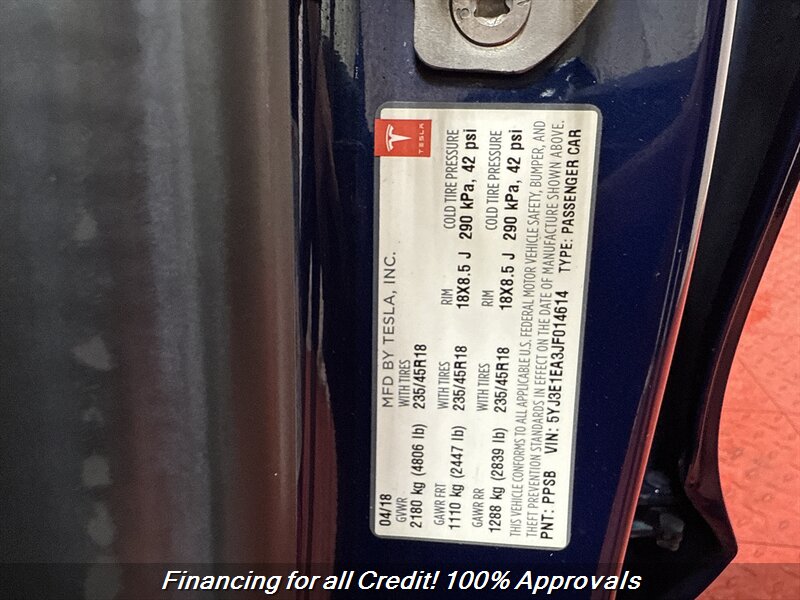 TESLA
04/18 MFD BY TESLA, INC.
GVWR WITH TIRES
2180 kg (4806 lb) 235/45R18
GAWR FRT RIM COLD TIRE PRESSURE
1110 kg (2447 lb) 235/45R18 18X8.5 J 290 kPa, 42 psi
GAWR RR WITH TIRES RIM COLD TIRE PRESSURE
1288 kg (2839 lb) 235/45R18 18X8.5 J 290 kPa, 42 psi
THIS VEHICLE CONFORMS TO ALL APPLICABLE U.S. FEDERAL MOTOR VEHICLE SAFETY, BUMPER, AND
THEFT PREVENTION STANDARDS IN EFFECT ON THE DATE OF MANUFACTURE SHOWN ABOVE.
PNT: PPSB VIN: 5YJ3E1EA3JF014614 TYPE: PASSENGER CAR
Financing for all Credit! 100% Approvals